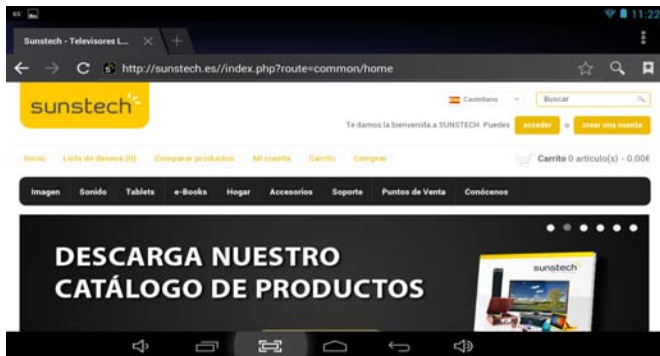 65°
11:22
Sunstech - Televisores L...
http://sunstech.es//index.php?route=common/home
sunstech
Castellano
Buscar
Te damos la bienvenida a SUNSTECH. Puedes acceder o crear una cuenta
Inicio Lista de deseos (0) Comparar productos Mi cuenta Carrito Comprar
Carrito 0 artículo(s) - 0,00€
Imagen Sonido Tablets e-Books Hogar Accesorios Soporte Puntos de Venta Conócenos
DESCARGA NUESTRO
CATÁLOGO DE PRODUCTOS
sunstech